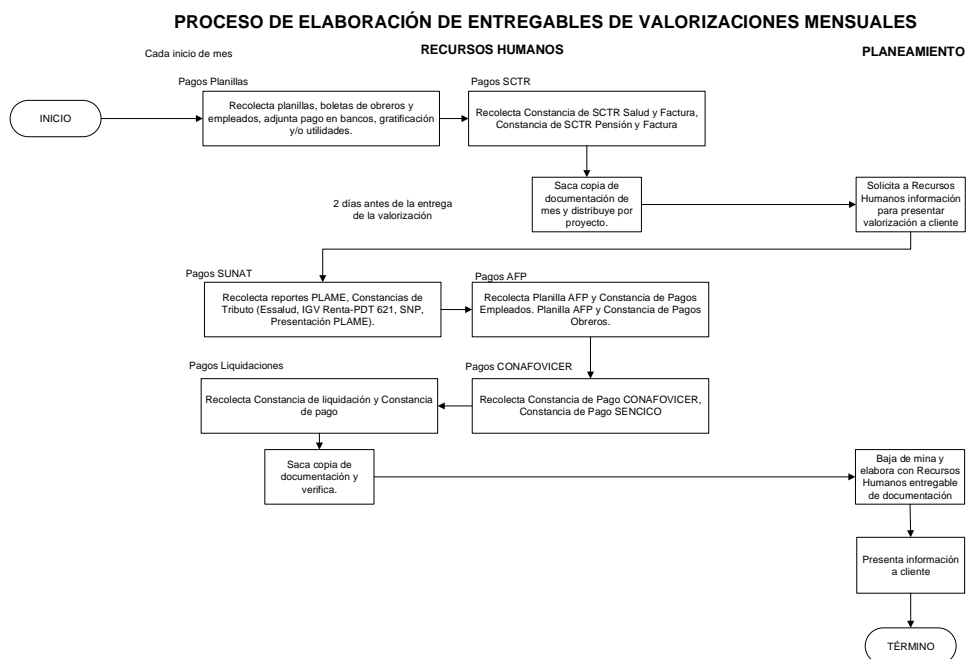 PROCESO DE ELABORACIÓN DE ENTREGABLES DE VALORIZACIONES MENSUALES
Cada inicio de mes
RECURSOS HUMANOS
PLANEAMIENTO
Pagos Planillas
Pagos SCTR
INICIO
Recolecta planillas, boletas de obreros y
empleados, adjunta pago en bancos, gratificación
y/o utilidades.
Recolecta Constancia de SCTR Salud y Factura,
Constancia de SCTR Pensión y Factura
2 días antes de la entrega
de la valorización
Saca copia de
documentación de
mes y distribuye por
proyecto.
Solicita a Recursos
Humanos información
para presentar
valorización a cliente
Pagos SUNAT
Pagos AFP
Recolecta reportes PLAME, Constancias de
Tributo (Essalud, IGV Renta-PDT 621, SNP,
Presentación PLAME).
Recolecta Planilla AFP y Constancia de Pagos
Empleados. Planilla AFP y Constancia de Pagos
Obreros.
Pagos Liquidaciones
Pagos CONAFOVICER
Recolecta Constancia de liquidación y Constancia
de pago
Recolecta Constancia de Pago CONAFOVICER,
Constancia de Pago SENCICO
Saca copia de
documentación y
verifica.
Baja de mina y
elabora con Recursos
Humanos entregable
de documentación
Presenta información
a cliente
TÉRMINO